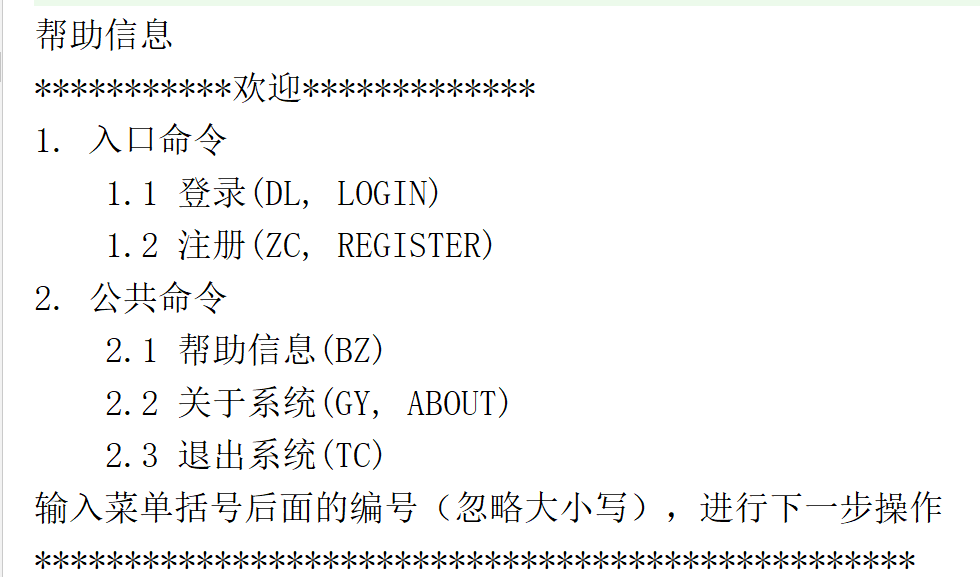 帮助信息
***********欢迎*************
1. 入口命令
1.1 登录(DL, LOGIN)
1.2 注册(ZC, REGISTER)
2. 公共命令
2.1 帮助信息(BZ)
2.2 关于系统(GY, ABOUT)
2.3 退出系统(TC)
输入菜单括号后面的编号（忽略大小写），进行下一步操作
*************************************************